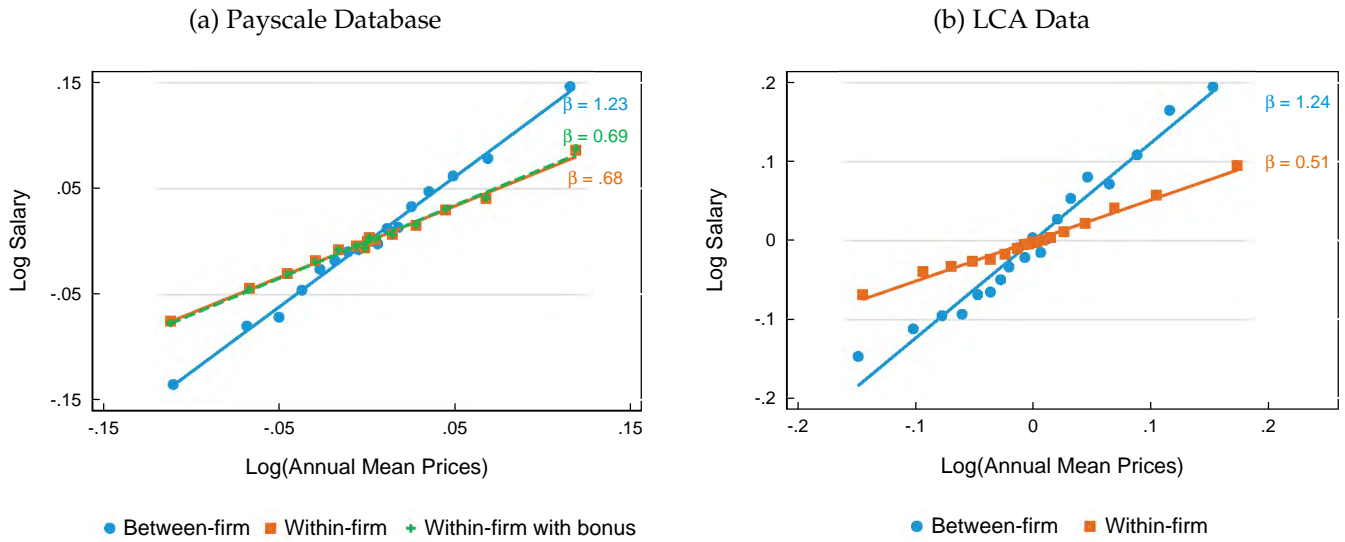 (a) Payscale Database
.15
.05
-.05
-.15
Log Salary
-.15
-.05
.05
.15
Log(Annual Mean Prices)
β = 1.23
β = 0.69
β = .68
Between-firm Within-firm Within-firm with bonus
(b) LCA Data
.2
.1
0
-.1
-.2
Log Salary
-.2
-.1
0
.1
.2
Log(Annual Mean Prices)
β = 1.24
β = 0.51
Between-firm Within-firm